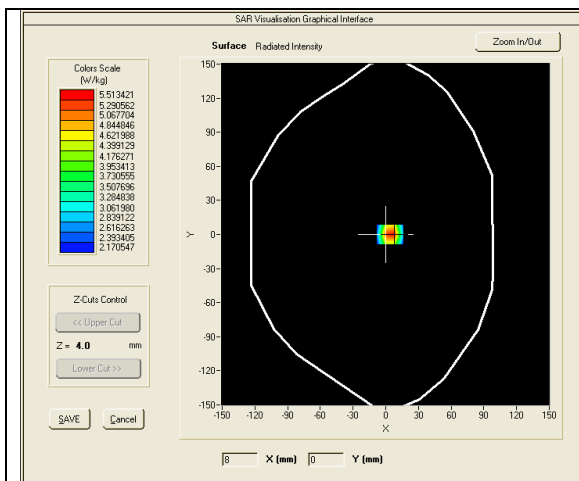 SAR Visualisation Graphical Interface
Surface Radiated Intensity
Zoom In/Out
Colors Scale
(W/kg)
5.513421
5.290562
5.067704
4.844846
4.621988
4.399129
4.176271
3.953413
3.730555
3.507696
3.284838
3.061980
2.839122
2.616263
2.393405
2.170547
Z-Cuts Control
<< Upper Cut
Z = 4.0 mm
Lower Cut >>
SAVE Cancel
150
120
90
60
30
0
-30
-60
-90
-120
-150
Y
-150 -120 -90 -60 -30 0 30 60 90 120 150
X
8 X (mm) 0 Y (mm)